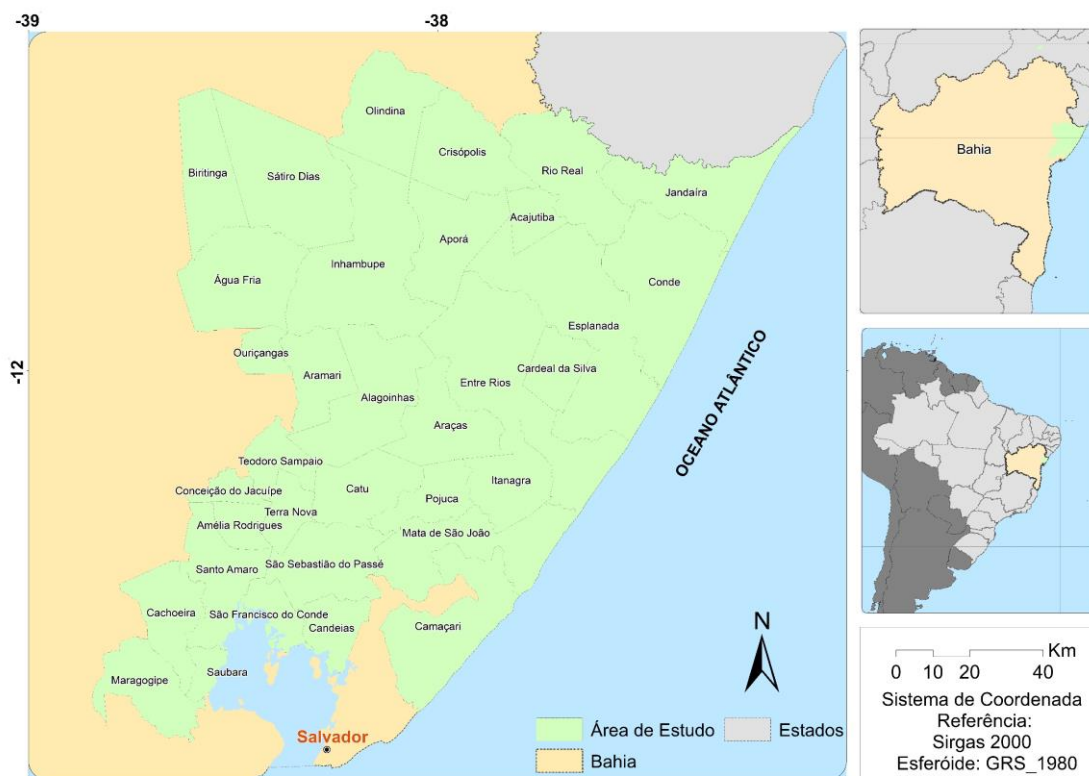 -39
-38
-12
Olindina
Crisópolis
Biritinga
Sátiro Dias
Rio Real
Jandaíra
Acajutiba
Aporá
Inhambupe
Água Fria
Conde
Esplanada
Ouriçangas
Aramari
Cardeal da Silva
Entre Rios
Alagoinhas
Araças
Teodoro Sampaio
Itanagra
Conceição do Jacuípe
Catu
Pojuca
Terra Nova
Amélia Rodrigues
Mata de São João
Santo Amaro
São Sebastião do Passé
Cachoeira
São Francisco do Conde
Candeias
Camaçari
Saubara
Maragogipe
Salvador
OCEANO ATLÂNTICO
N
Área de Estudo
Estados
Bahia
Bahia
0 10 20 40 Km
Sistema de Coordenada
Referência:
Sirgas 2000
Esferóide: GRS_1980